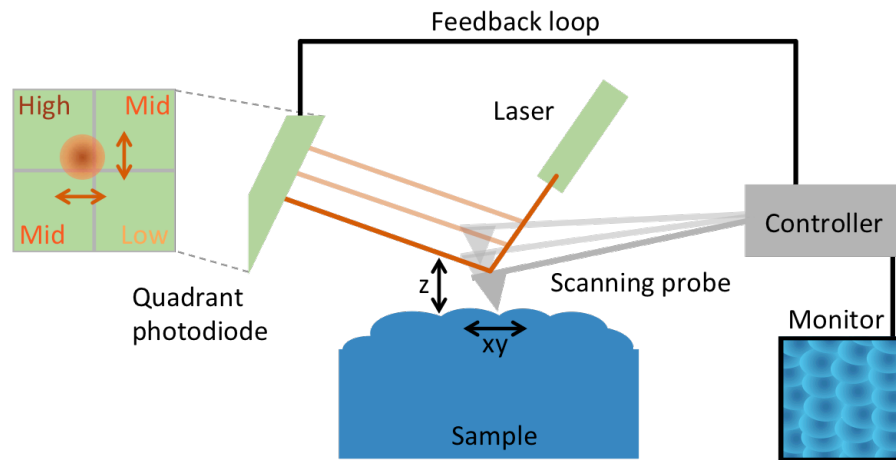 Feedback loop
High Mid
Mid Low
Laser
Controller
z
Scanning probe
Quadrant
photodiode
xy
Monitor
Sample